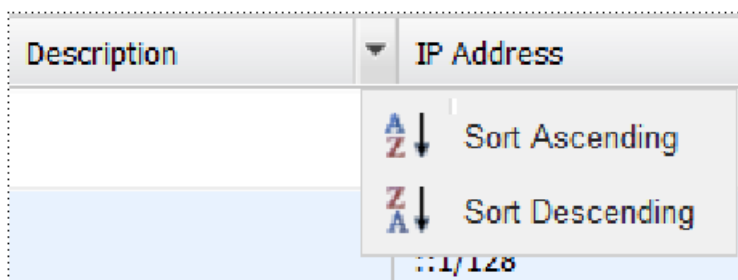 Description IP Address
A Z Sort Ascending
Z A Sort Descending
::1/128